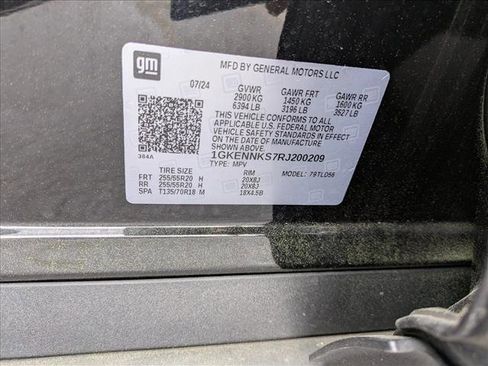 gm
MFD BY GENERAL MOTORS LLC
07/24 GVWR GAWR FRT GAWR RR
2900 KG 1450 KG 1600 KG
6394 LB 3196 LB 3527 LB
THIS VEHICLE CONFORMS TO ALL
APPLICABLE U.S. FEDERAL MOTOR
VEHICLE SAFETY STANDARDS IN EFFECT
ON THE DATE OF MANUFACTURE SHOWN ABOVE.
1GKENNKS7RJ200209
384A TYPE: MPV MODEL: 79TLD56
TIRE SIZE RIM
FRT 255/55R20 H 20X8J
RR 255/55R20 H 20X8J
SPA T135/70R18 M 18X4.5B